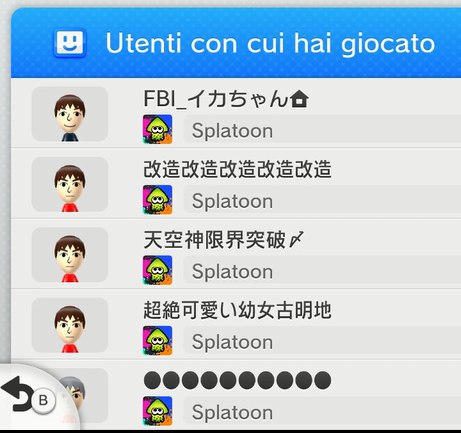 Utenti con cui hai giocato
FBI_イカちゃん🏠
Splatoon
改造改造改造改造改造
Splatoon
天空神限界突破〆
Splatoon
超絶可愛い幼女古明地
Splatoon
●●●●●●●●●●
B
Splatoon